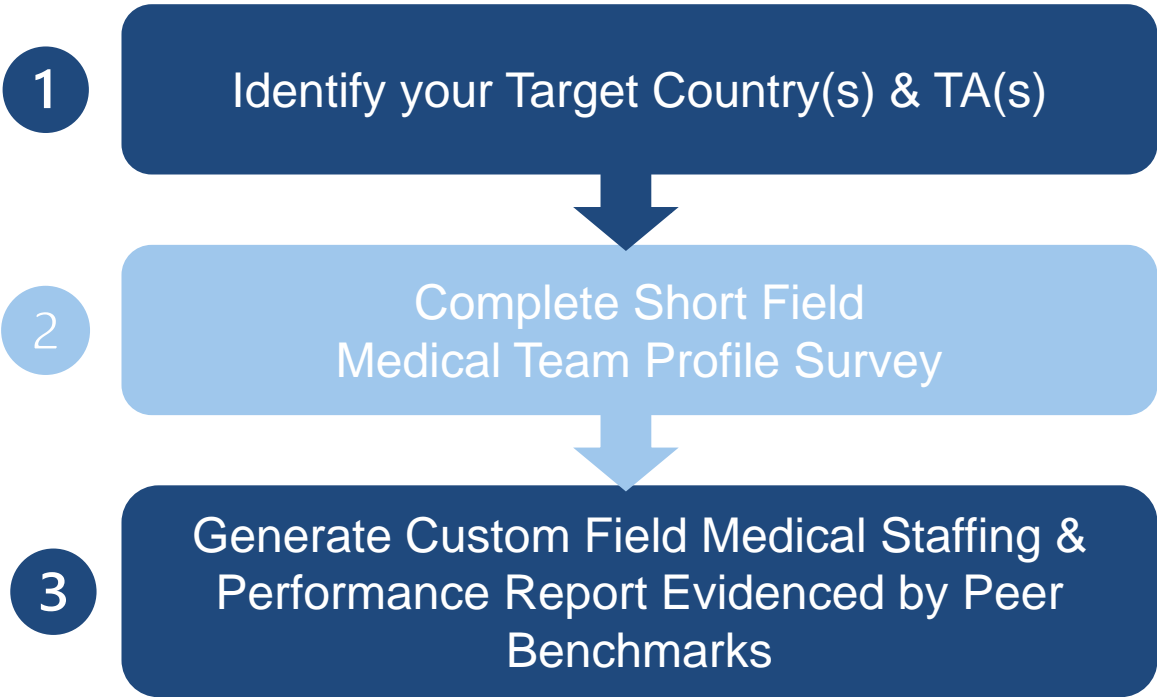 1
Identify your Target Country(s) & TA(s)
2
Complete Short Field
Medical Team Profile Survey
3
Generate Custom Field Medical Staffing &
Performance Report Evidenced by Peer
Benchmarks